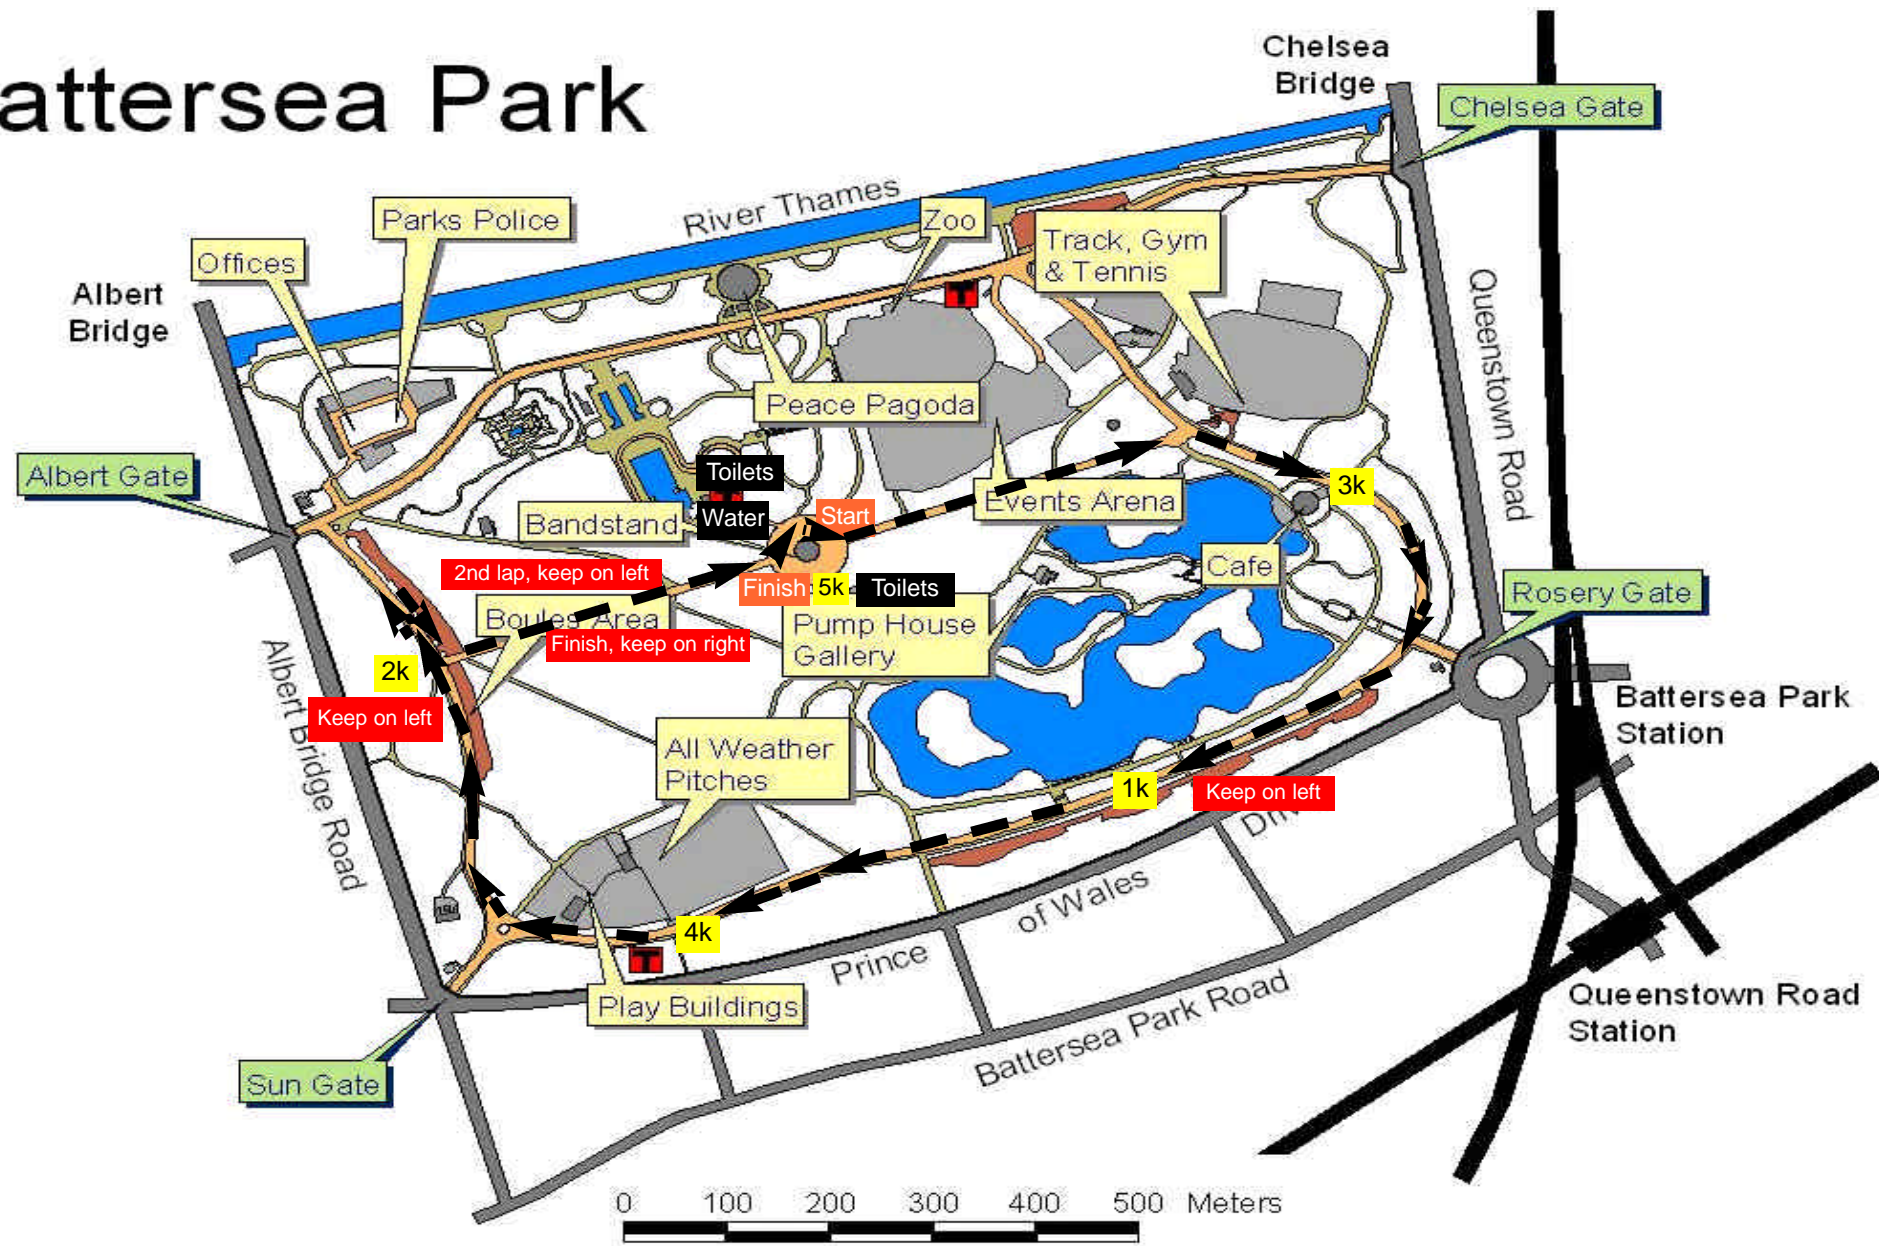 attersea Park
Chelsea
Bridge
Chelsea Gate
River Thames
Parks Police
Zoo
Offices
Track, Gym
& Tennis
Albert
Bridge
Queenstown Road
T
Peace Pagoda
Albert Gate
Toilets
3k
Bandstand
Water
Start
Events Arena
2nd lap, keep on left
Finish
5k
Toilets
Cafe
Rosery Gate
Boules Area
Finish, keep on right
Pump House
Gallery
2k
Keep on left
Albert Bridge Road
Battersea Park
Station
All Weather
Pitches
1k
Keep on left
Prince
of Wales
Driv
4k
T
Play Buildings
Battersea Park Road
Queenstown Road
Station
Sun Gate
0 100 200 300 400 500 Meters